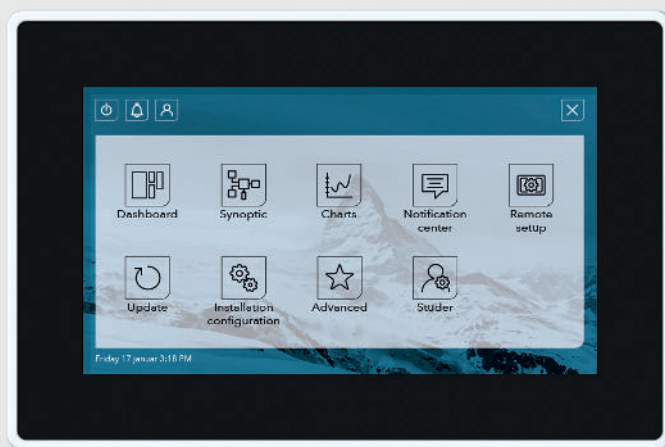 Dashboard
Synoptic
Charts
Notification
center
Remote
setup
Update
Installation
configuration
Advanced
Studer
Friday 17 januar 3:18 PM